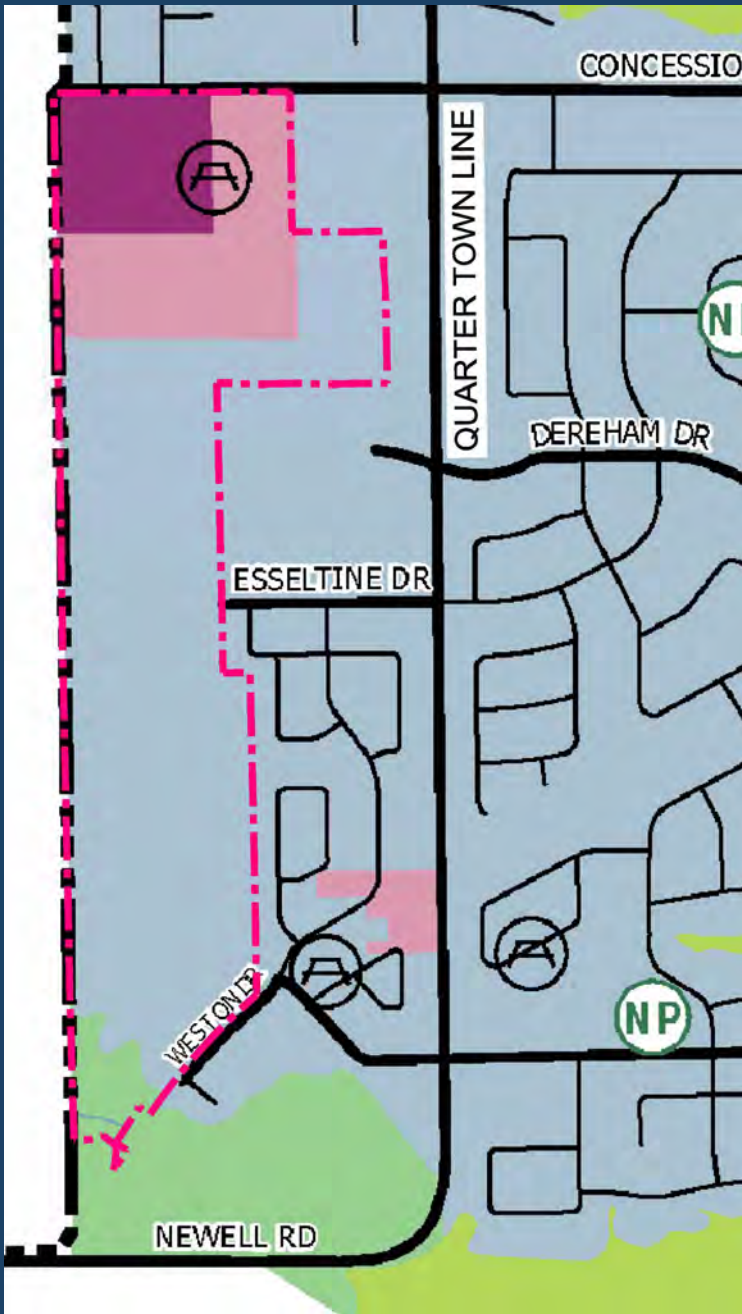 CONCESSIO
QUARTER TOWN LINE
N
DEREHAM DR
ESSELTINE DR
WESTON DR
NP
NEWELL RD